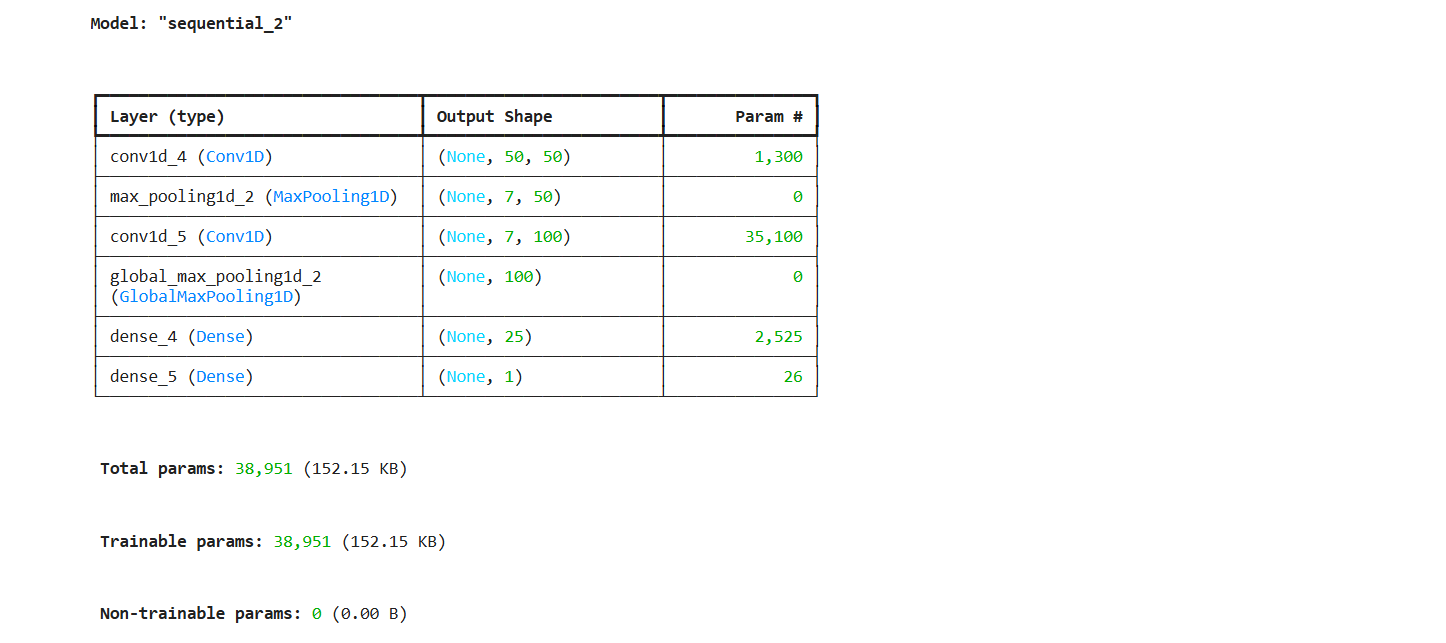 Model: "sequential_2"
Layer (type) Output Shape Param #
conv1d_4 (Conv1D) (None, 50, 50) 1,300
max_pooling1d_2 (MaxPooling1D) (None, 7, 50) 0
conv1d_5 (Conv1D) (None, 7, 100) 35,100
global_max_pooling1d_2 (None, 100) 0
(GlobalMaxPooling1D)
dense_4 (Dense) (None, 25) 2,525
dense_5 (Dense) (None, 1) 26
Total params: 38,951 (152.15 KB)
Trainable params: 38,951 (152.15 KB)
Non-trainable params: 0 (0.00 B)